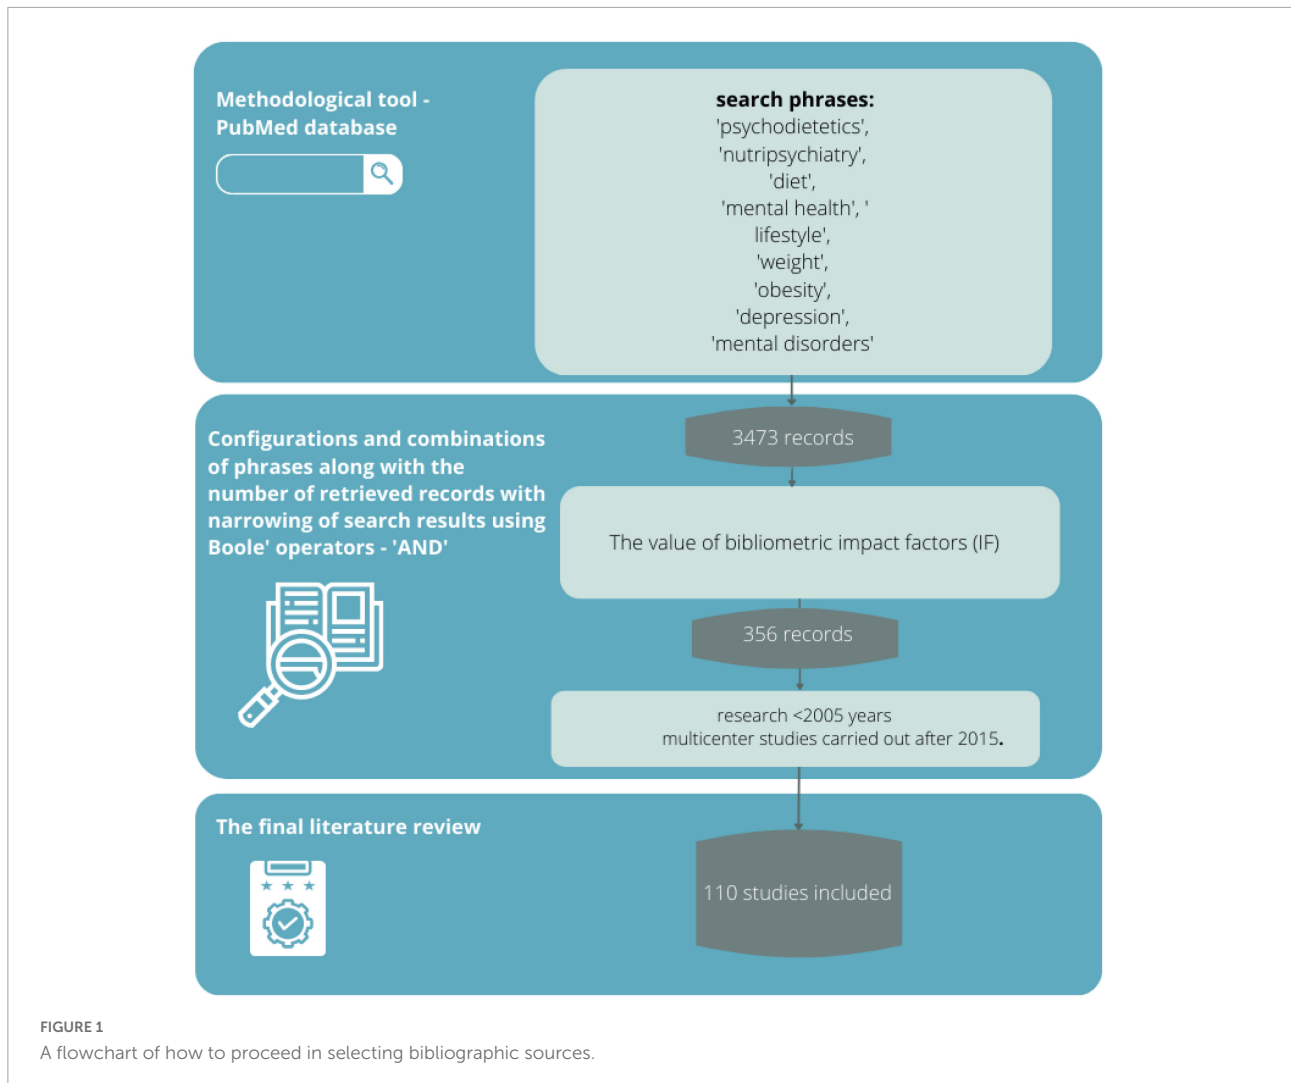 Methodological tool -
PubMed database
search phrases:
'psychodietetics',
'nutripsychiatry',
'diet',
'mental health', '
lifestyle',
'weight',
'obesity',
'depression',
'mental disorders'
Configurations and combinations
of phrases along with the
number of retrieved records with
narrowing of search results using
Boole' operators - 'AND'
3473 records
The value of bibliometric impact factors (IF)
356 records
research <2005 years
multicenter studies carried out after 2015.
The final literature review
110 studies included
FIGURE 1
A flowchart of how to proceed in selecting bibliographic sources.